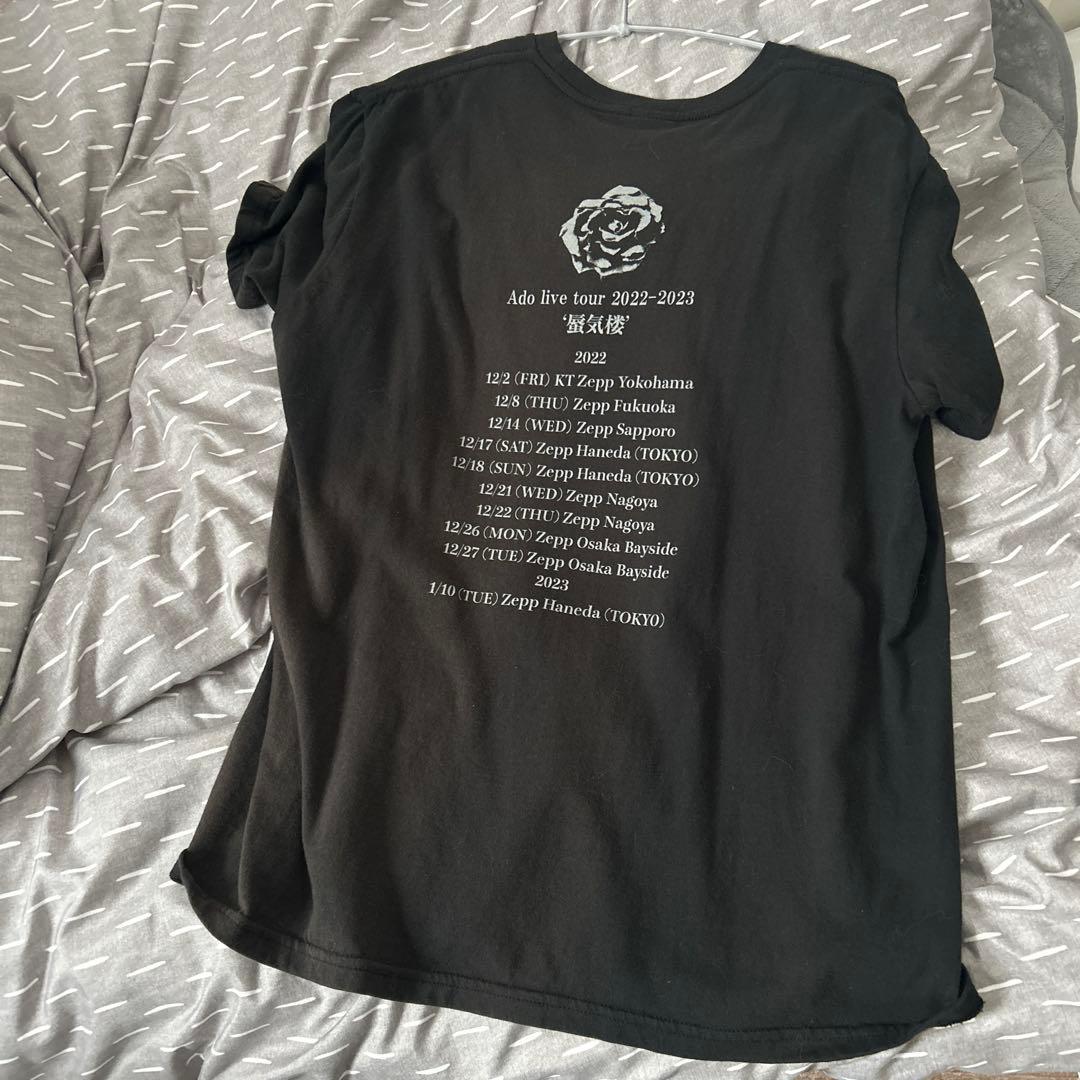 Ado live tour 2022-2023
‘蜃気楼’
2022
12/2 (FRI) KT Zepp Yokohama
12/8 (THU) Zepp Fukuoka
12/14 (WED) Zepp Sapporo
12/17 (SAT) Zepp Haneda (TOKYO)
12/18 (SUN) Zepp Haneda (TOKYO)
12/21 (WED) Zepp Nagoya
12/22 (THU) Zepp Nagoya
12/26 (MON) Zepp Osaka Bayside
12/27 (TUE) Zepp Osaka Bayside
2023
1/10 (TUE) Zepp Haneda (TOKYO)